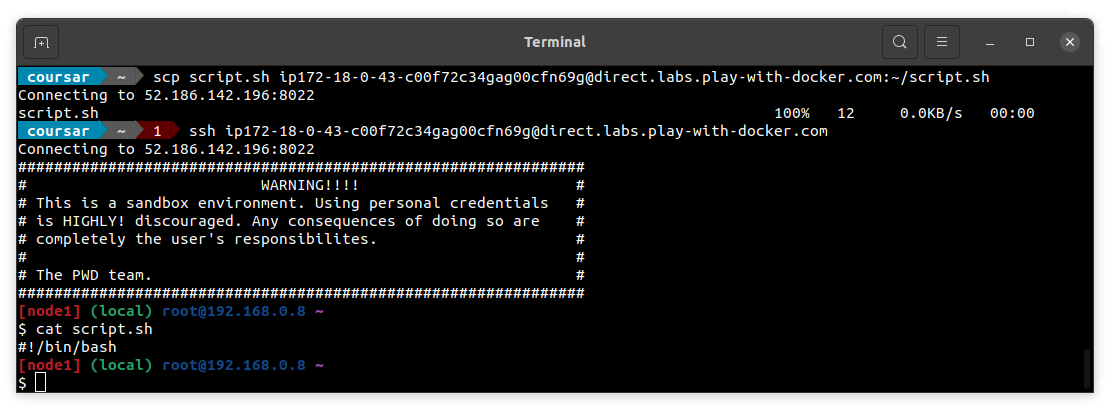 Terminal
coursar ~ scp script.sh ip172-18-0-43-c00f72c34gag00cfn69g@direct.labs.play-with-docker.com:~/script.sh
Connecting to 52.186.142.196:8022
script.sh 100% 12 0.0KB/s 00:00
coursar ~ 1 ssh ip172-18-0-43-c00f72c34gag00cfn69g@direct.labs.play-with-docker.com
Connecting to 52.186.142.196:8022
###############################################################
# WARNING!!!! #
# This is a sandbox environment. Using personal credentials #
# is HIGHLY! discouraged. Any consequences of doing so are #
# completely the user's responsibilites. #
# #
# The PWD team. #
###############################################################
[node1] (local) root@192.168.0.8 ~
$ cat script.sh
#!/bin/bash
[node1] (local) root@192.168.0.8 ~
$